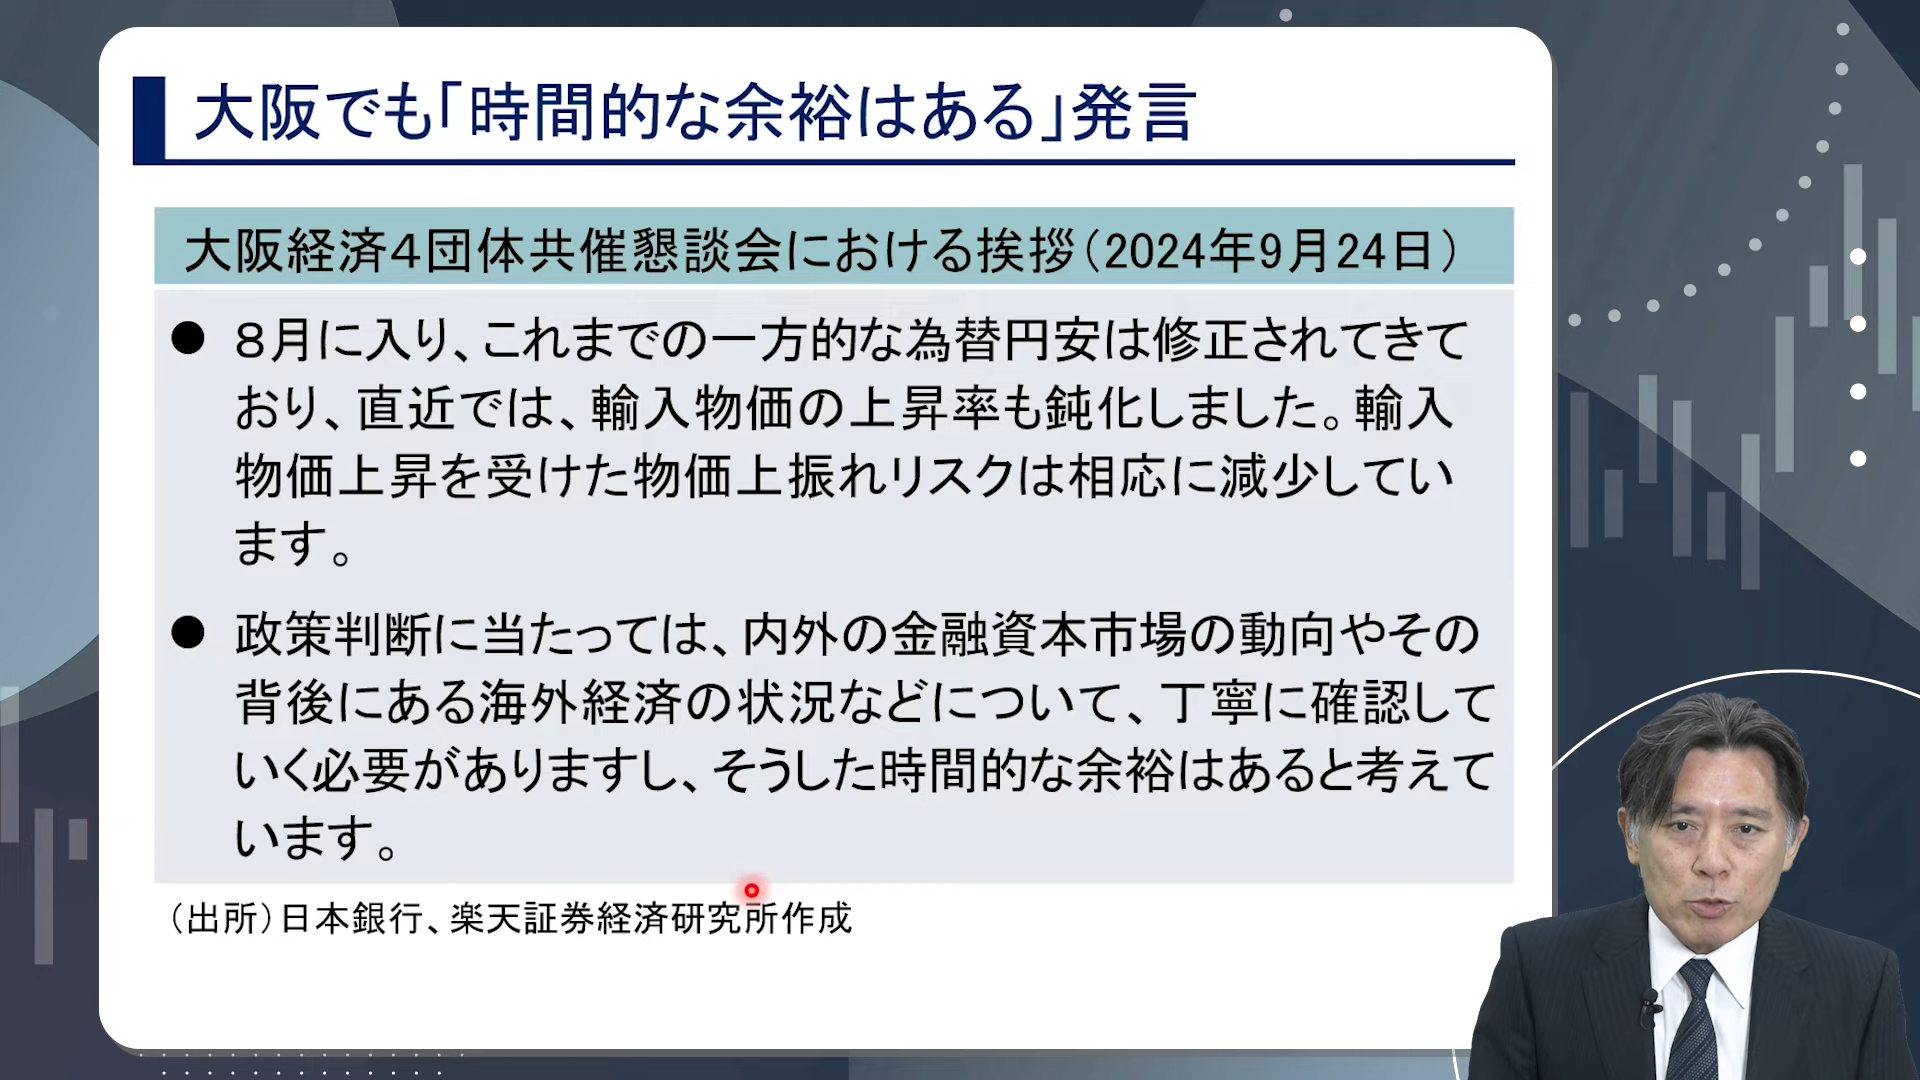 大阪でも「時間的な余裕はある」発言
大阪経済４団体共催懇談会における挨拶（2024年9月24日）
● ８月に入り、これまでの一方的な為替円安は修正されてきて
おり、直近では、輸入物価の上昇率も鈍化しました。輸入
物価上昇を受けた物価上振れリスクは相応に減少してい
ます。
● 政策判断に当たっては、内外の金融資本市場の動向やその
背後にある海外経済の状況などについて、丁寧に確認して
いく必要がありますし、そうした時間的な余裕はあると考えて
います。
（出所）日本銀行、楽天証券経済研究所作成